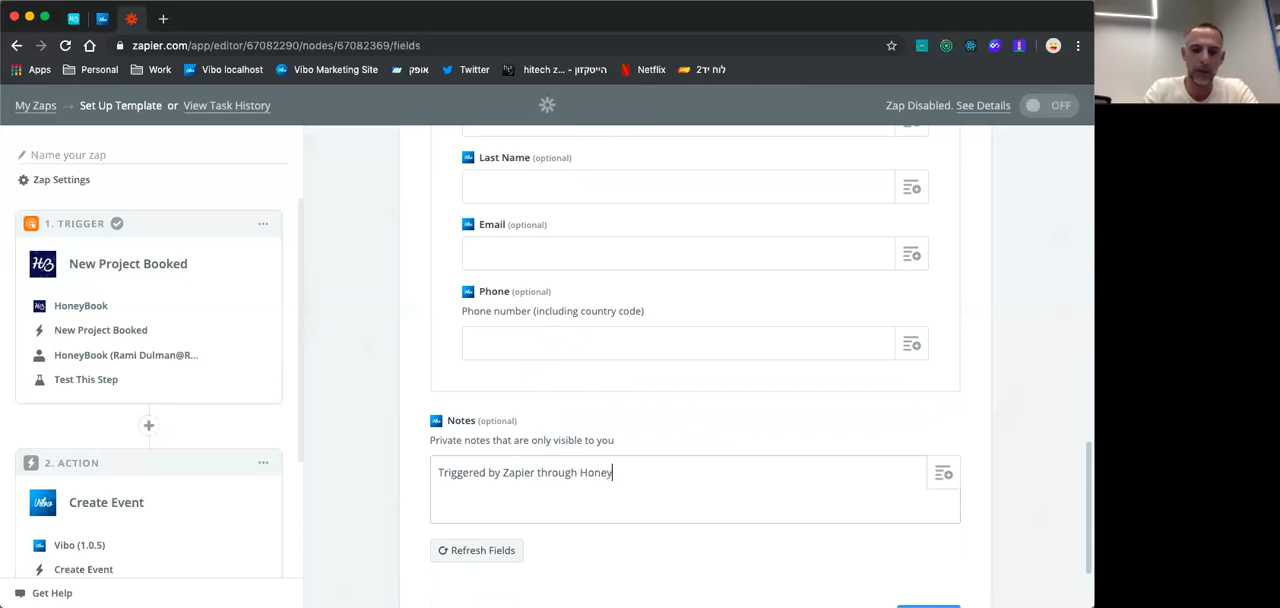 zapier.com/app/editor/67082290/nodes/67082369/fields
Apps
Personal
Work
Vibo localhost
Vibo Marketing Site
אופק
Twitter
hitech z... - הייטקזון
Netflix
לוח יד2
My Zaps → Set Up Template or View Task History
Zap Disabled. See Details
OFF
Name your zap
Zap Settings
1. TRIGGER
HB
New Project Booked
HB
HoneyBook
New Project Booked
HoneyBook (Rami Dulman@R...
Test This Step
2. ACTION
Vibo
Create Event
Vibo (1.0.5)
Create Event
Get Help
Last Name (optional)
Email (optional)
Phone (optional)
Phone number (including country code)
Notes (optional)
Private notes that are only visible to you
Triggered by Zapier through Honey
Refresh Fields